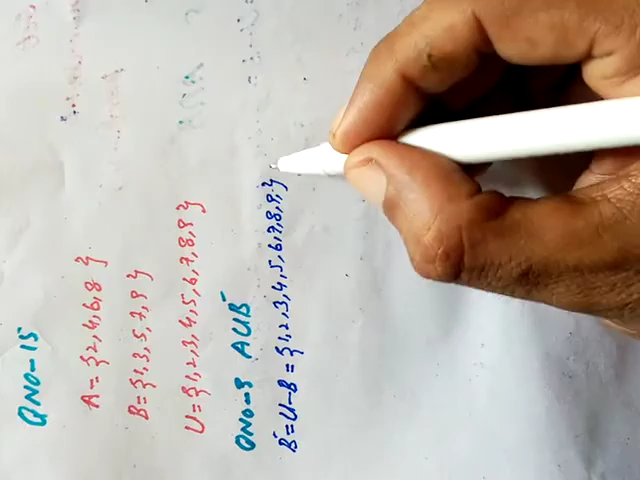 QNO-15
A = {2,4,6,8}
B = {1,3,5,7,9}
U = {1,2,3,4,5,6,7,8,9}
QNO-9 AUB‾
B‾ = U-B = {1,2,3,4,5,6,7,8,9}